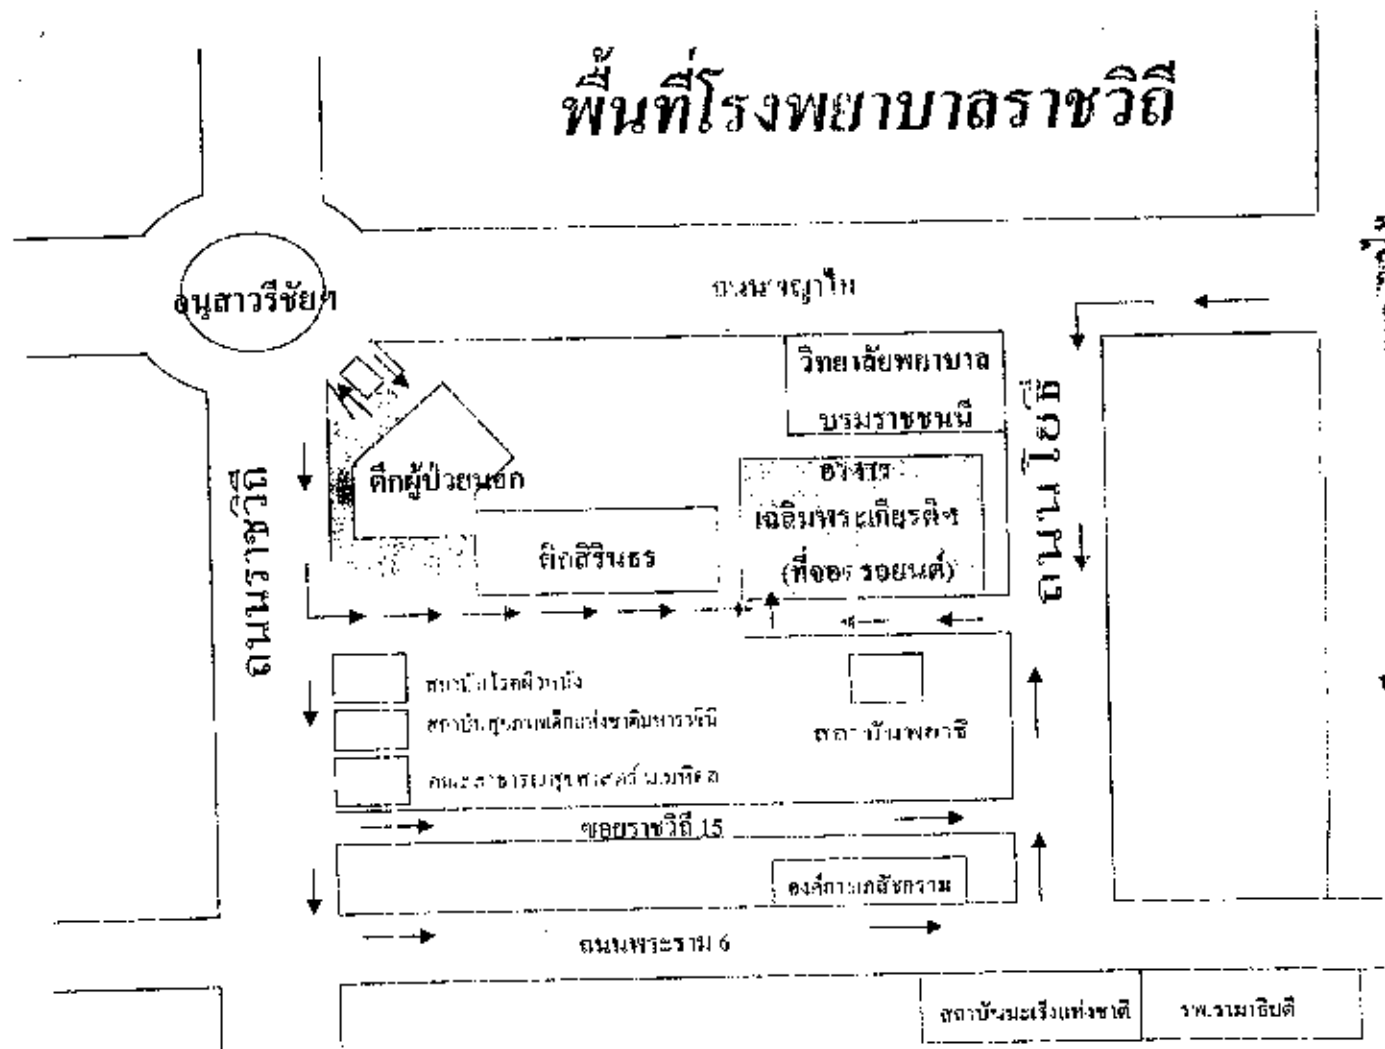 พื้นที่โรงพยาบาลราชวิถี
อนุสาวรีชัยฯ
ถนนพญาไท
วิทยาลัยพยาบาล
บรมราชชนนี
ถนนราชวิถี
ตึกผู้ป่วยนอก
อาคาร
เฉลิมพระเกียรติฯ
(ที่จอดรถยนต์)
ตึกสิรินธร
ถนนโยธี
สถาบันโรคผิวหนัง
สถาบันสุขภาพเด็กแห่งชาติมหาราชินี
สถาบันพยาธิ
คณะสาธารณสุขศาสตร์ ม.มหิดล
ซอยราชวิถี 15
องค์การเภสัชกรรม
ถนนพระราม 6
สถาบันมะเร็งแห่งชาติ
รพ.รามาธิบดี